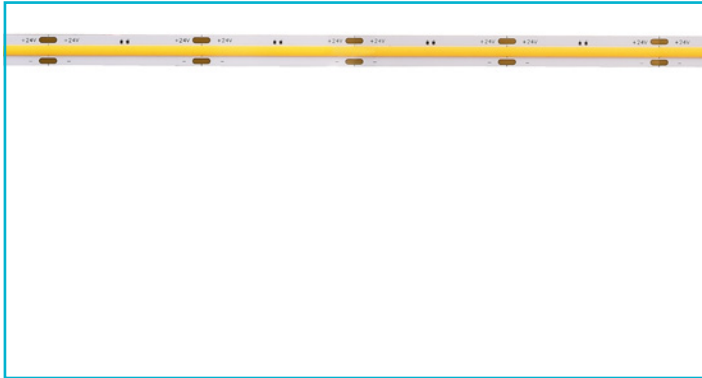 +24V +24V +24V +24V +24V +24V +24V +24V +24V +24V
- - - - - - - - - -